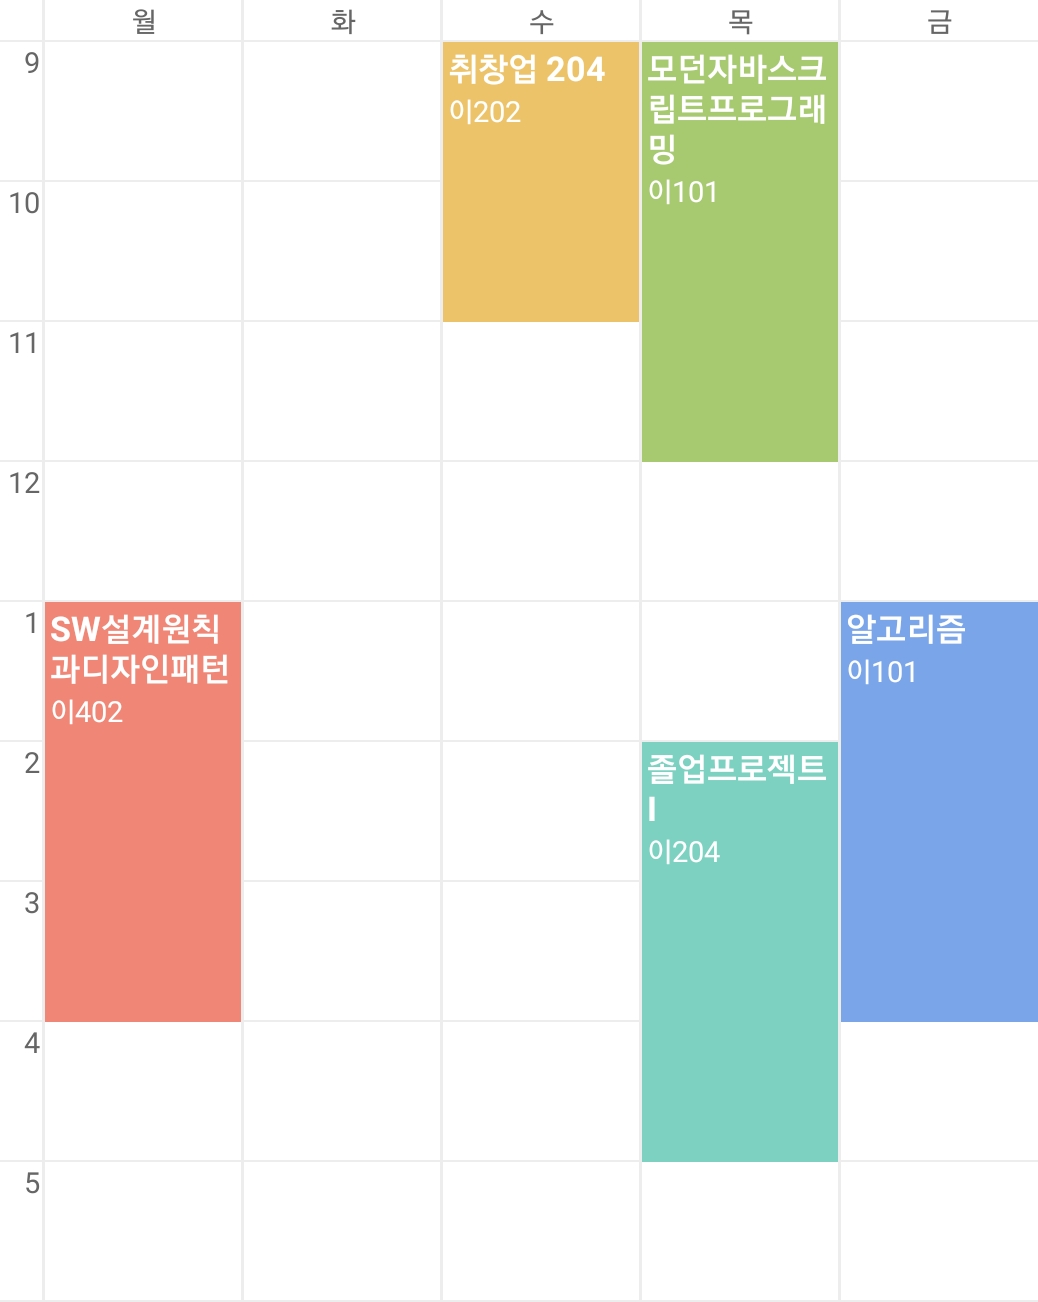 월 화 수 목 금
9
취창업 204
이202
모던자바스크
립트프로그래
밍
이101
10
11
12
1
SW설계원칙
과디자인패턴
이402
알고리즘
이101
2
졸업프로젝트
I
이204
3
4
5